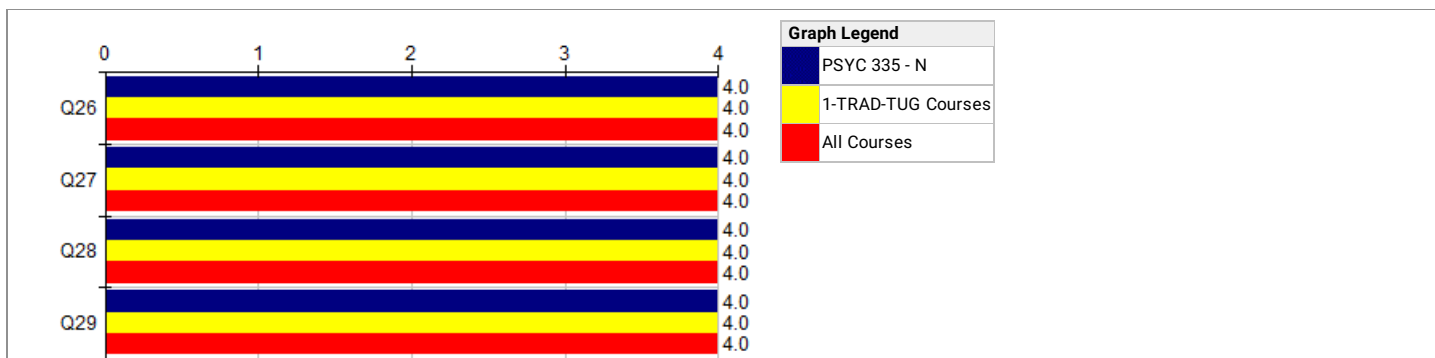 Graph Legend
PSYC 335 - N
1-TRAD-TUG Courses
All Courses
0 1 2 3 4
Q26 4.0
4.0
4.0
Q27 4.0
4.0
4.0
Q28 4.0
4.0
4.0
Q29 4.0
4.0
4.0